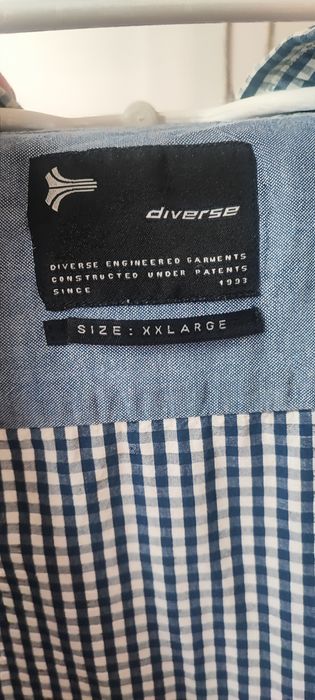 diverse
DIVERSE ENGINEERED GARMENTS
CONSTRUCTED UNDER PATENTS
SINCE 1993
SIZE: XXLARGE